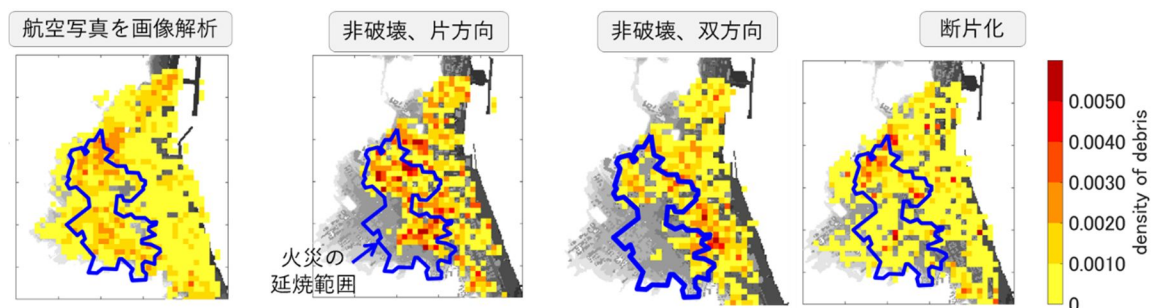 航空写真を画像解析
非破壊、片方向
非破壊、双方向
断片化
火災の
延焼範囲
0.0050
0.0040
0.0030
0.0020
0.0010
0
density of debris